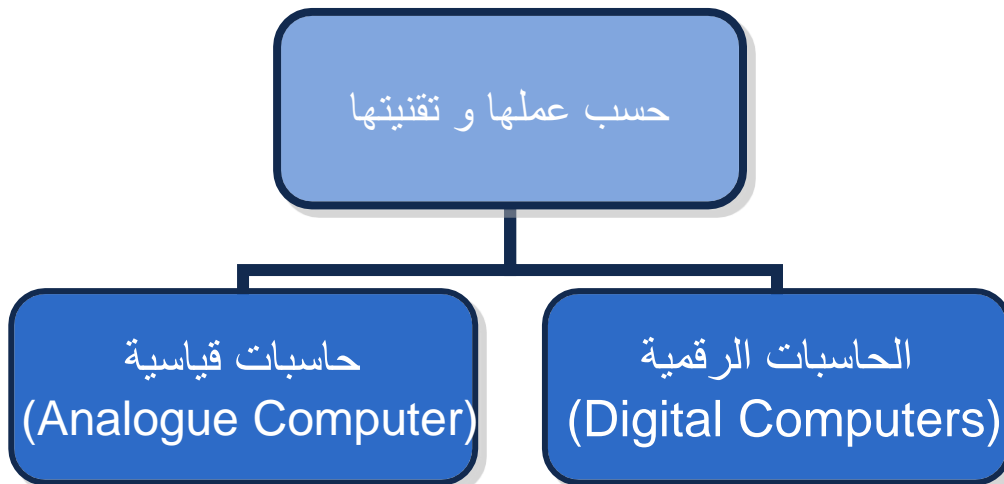 حسب عملها و تقنيتها
الحاسبات الرقمية
(Digital Computers)
حاسبات قياسية
(Analogue Computer)